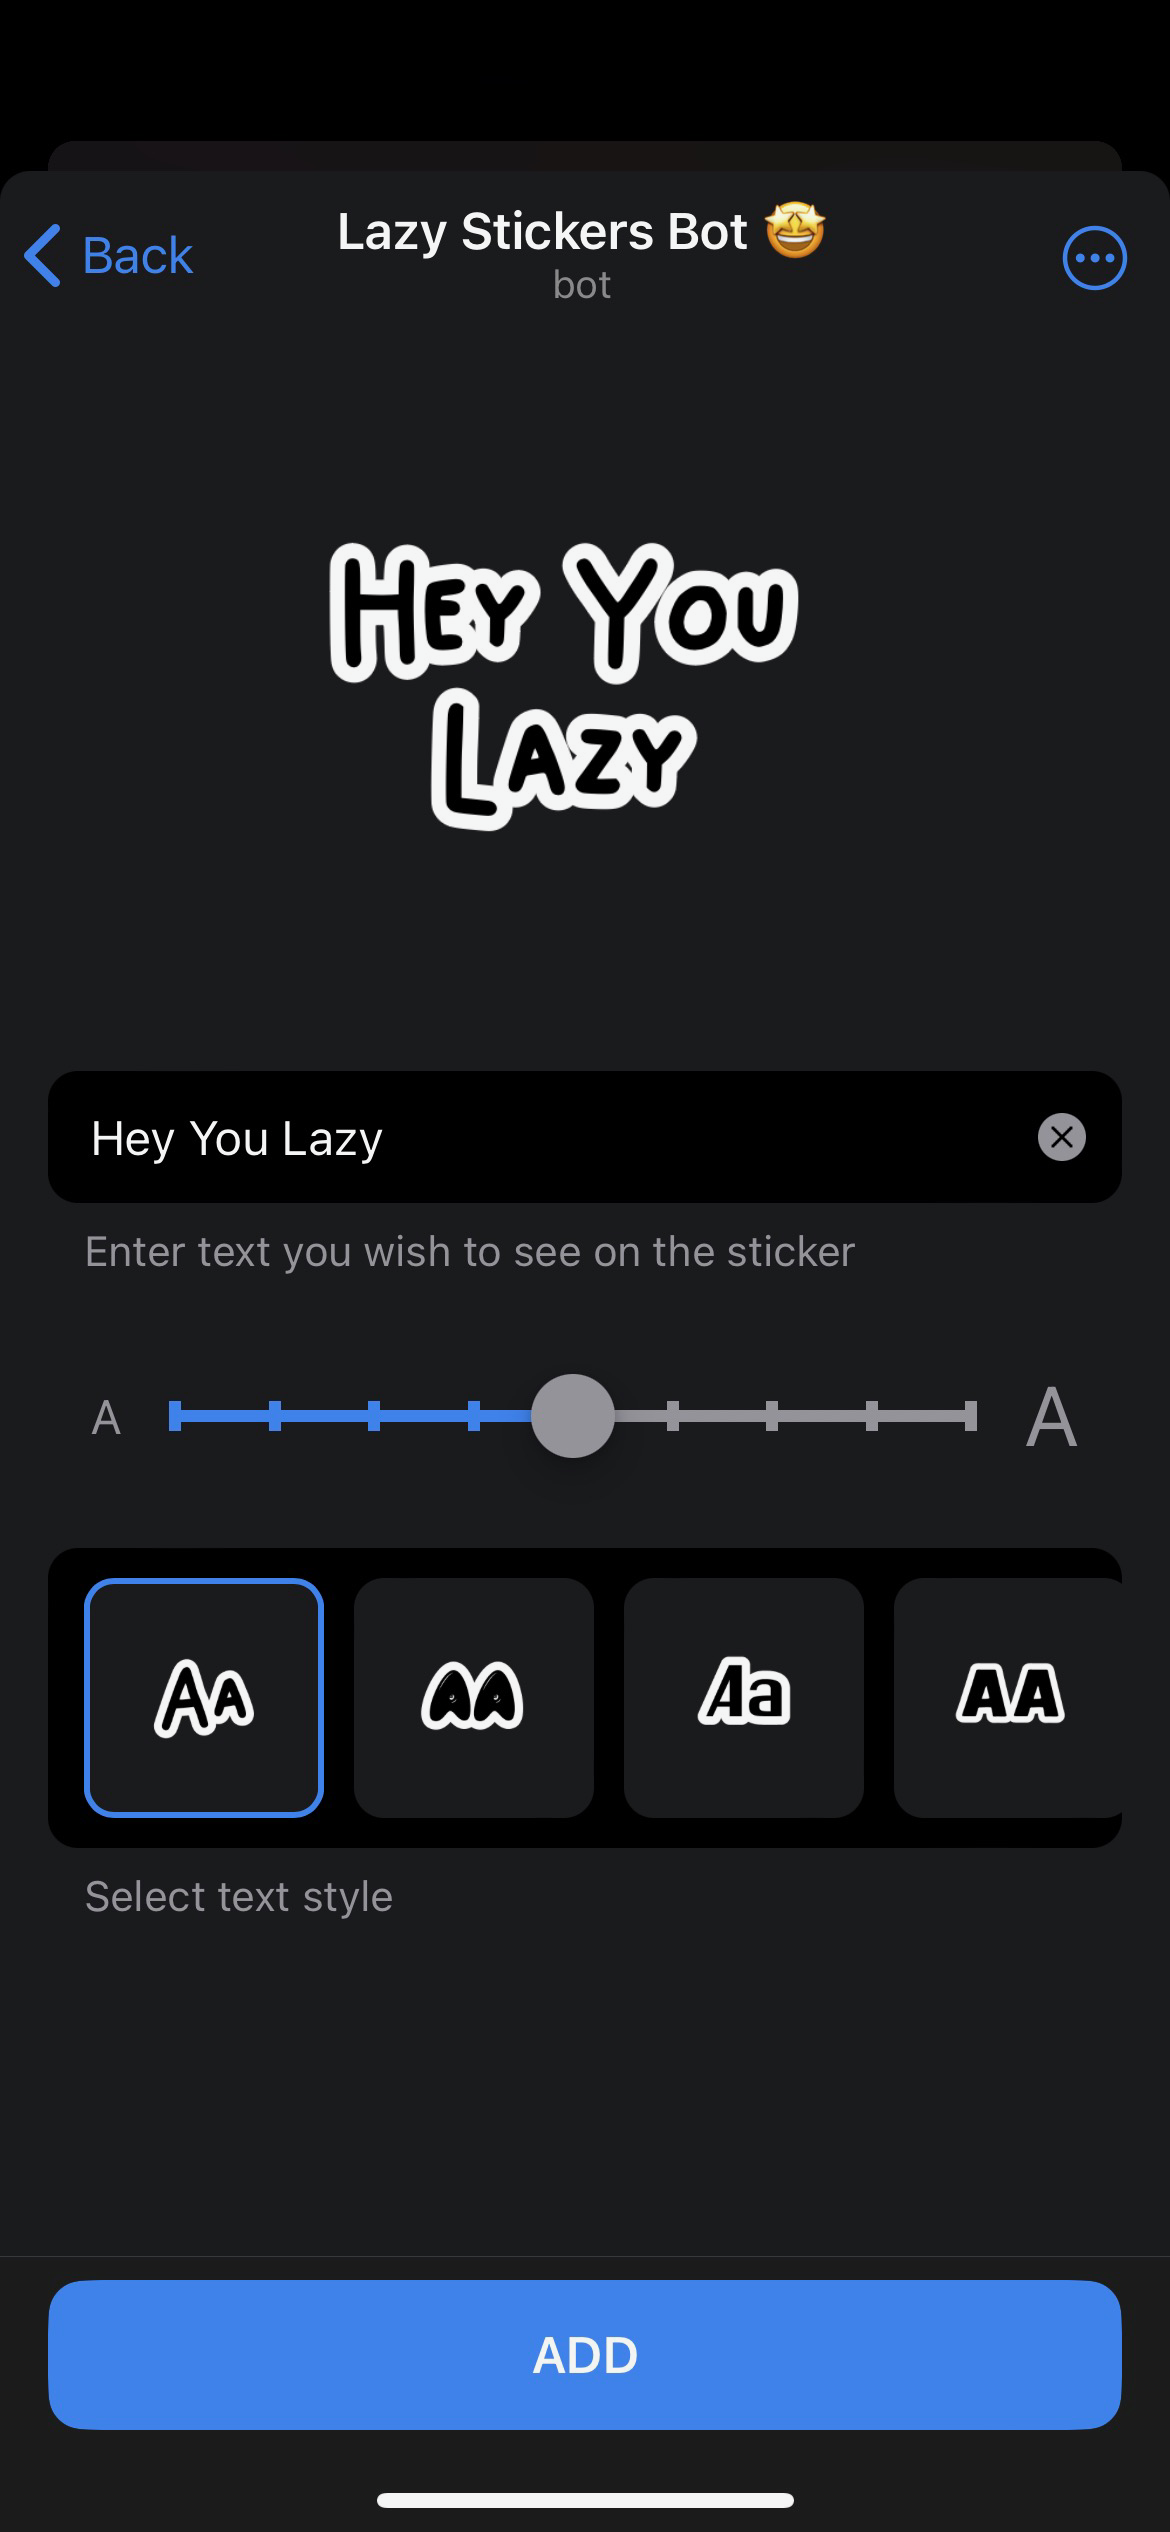 Back
Lazy Stickers Bot 🤩
bot
Hey You
Lazy
Hey You Lazy
Enter text you wish to see on the sticker
A A
Aa AA Aa AA
Select text style
ADD